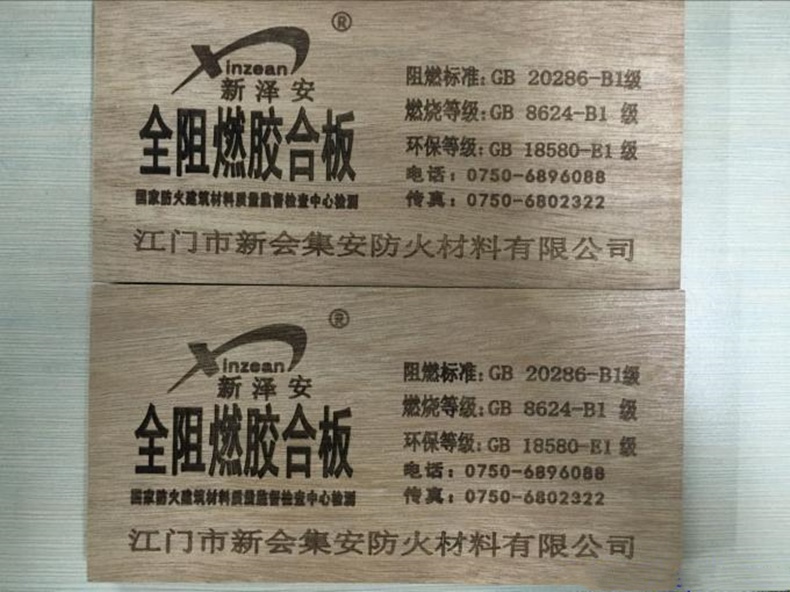 ®
Xinzean
新泽安
全阻燃胶合板
国家防火建筑材料质量监督检查中心检测
阻燃标准:GB 20286-B1级
燃烧等级:GB 8624-B1 级
环保等级:GB 18580-E1 级
电话:0750-6896088
传真:0750-6802322
江门市新会集安防火材料有限公司
®
Xinzean
新泽安
全阻燃胶合板
国家防火建筑材料质量监督检查中心检测
阻燃标准:GB 20286-B1级
燃烧等级:GB 8624-B1 级
环保等级:GB 18580-E1 级
电话:0750-6896088
传真:0750-6802322
江门市新会集安防火材料有限公司